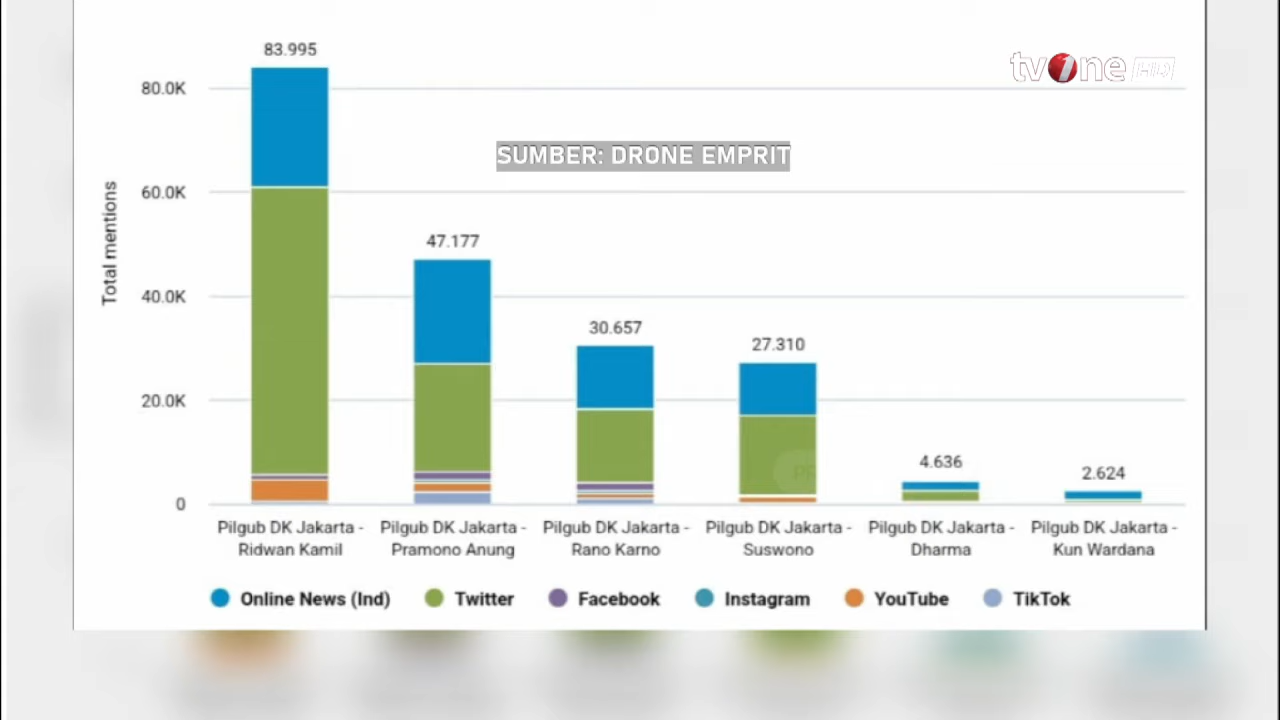 83.995
tvOne HD
80.0K
SUMBER: DRONE EMPRIT
60.0K
Total mentions
47.177
40.0K
30.657
27.310
20.0K
4.636
2.624
0
Pilgub DK Jakarta - Ridwan Kamil
Pilgub DK Jakarta - Pramono Anung
Pilgub DK Jakarta - Rano Karno
Pilgub DK Jakarta - Suswono
Pilgub DK Jakarta - Dharma
Pilgub DK Jakarta - Kun Wardana
Online News (Ind)
Twitter
Facebook
Instagram
YouTube
TikTok